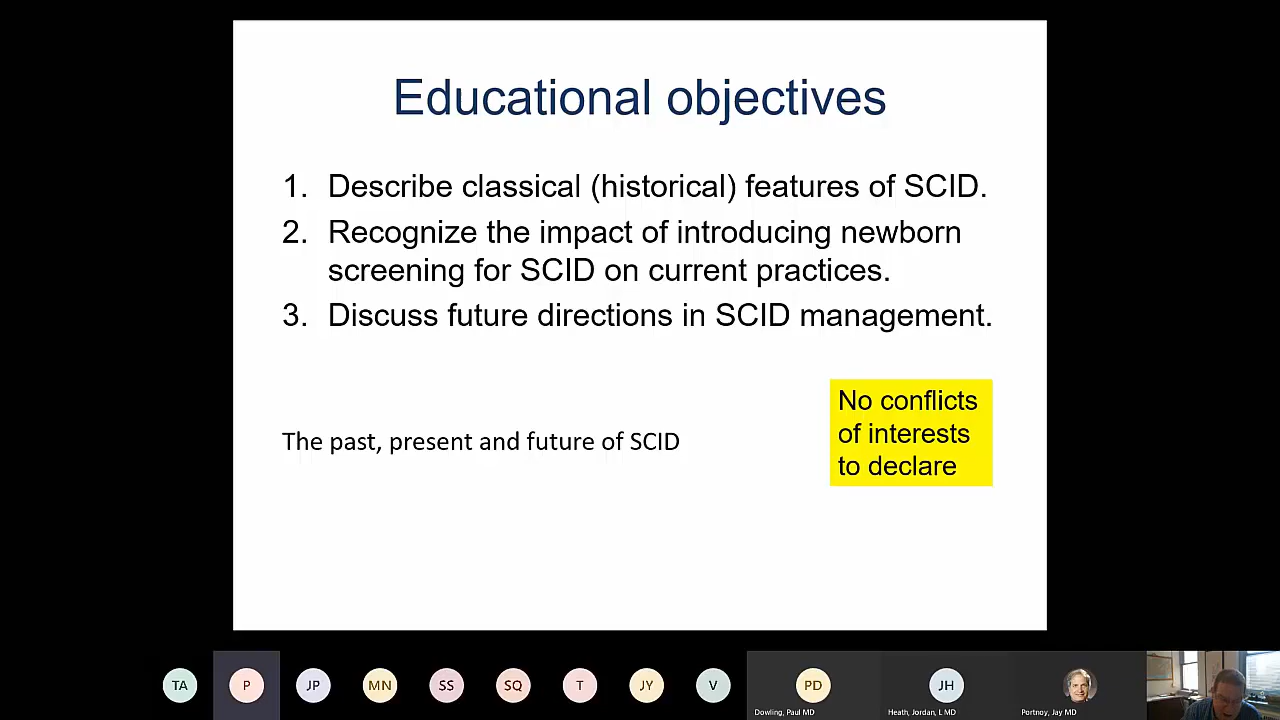 Educational objectives
1. Describe classical (historical) features of SCID.
2. Recognize the impact of introducing newborn
screening for SCID on current practices.
3. Discuss future directions in SCID management.
No conflicts
of interests
to declare
The past, present and future of SCID
TA
P
JP
MN
SS
SQ
T
JY
V
PD
JH
Dowling, Paul MD
Heath, Jordan, L MD
Portnoy, Jay MD